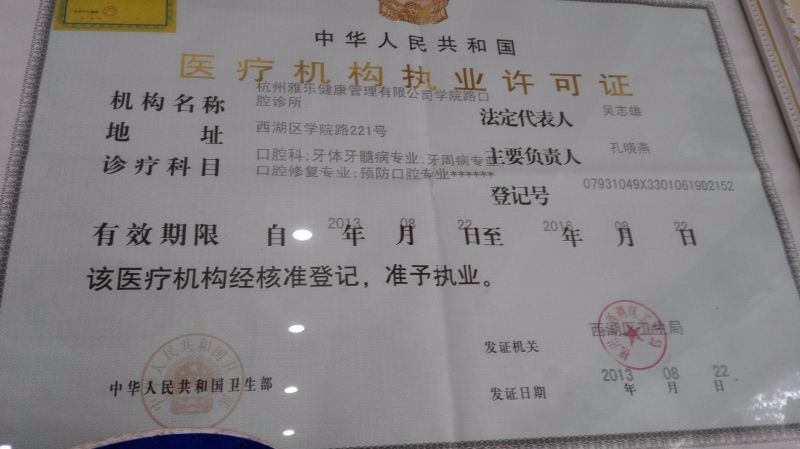 中华人民共和国
医疗机构执业许可证
机构名称 杭州雅乐健康管理有限公司学院路口
腔诊所
法定代表人 吴志雄
地 址 西湖区学院路221号
主要负责人 孔晓燕
诊疗科目 口腔科;牙体牙髓病专业;牙周病专业
口腔修复专业;预防口腔专业******
登记号 07931049X33010619D2152
有效期限 自 2013 年 08 月 22 日至 2016 年 08 月 22 日
该医疗机构经核准登记，准予执业。
发证机关 西湖区卫生局
中华人民共和国卫生部
发证日期 2013 年 08 月 22 日